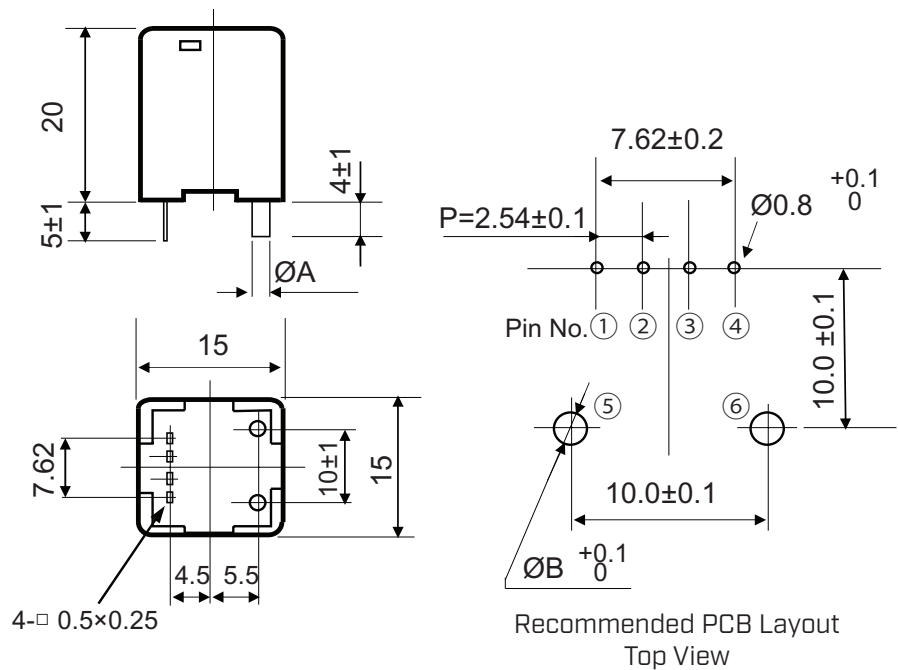 20
5±1
4±1
ØA
15
7.62
10±1
15
4.5 5.5
4-□ 0.5×0.25
7.62±0.2
P=2.54±0.1
Ø0.8 +0.1 0
Pin No. ① ② ③ ④
10.0 ±0.1
⑤ ⑥
10.0±0.1
ØB +0.1 0
Recommended PCB Layout
Top View